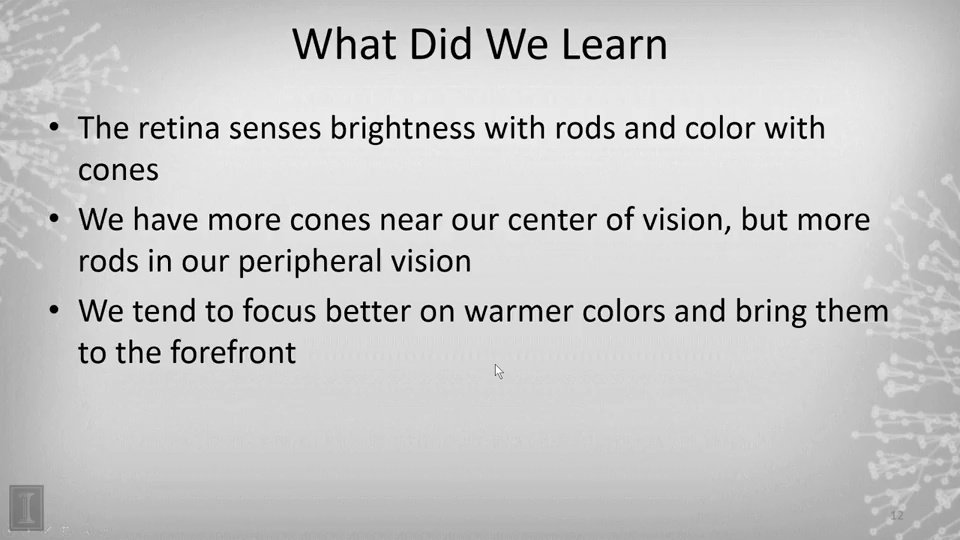 What Did We Learn
• The retina senses brightness with rods and color with
cones
• We have more cones near our center of vision, but more
rods in our peripheral vision
• We tend to focus better on warmer colors and bring them
to the forefront
I
12